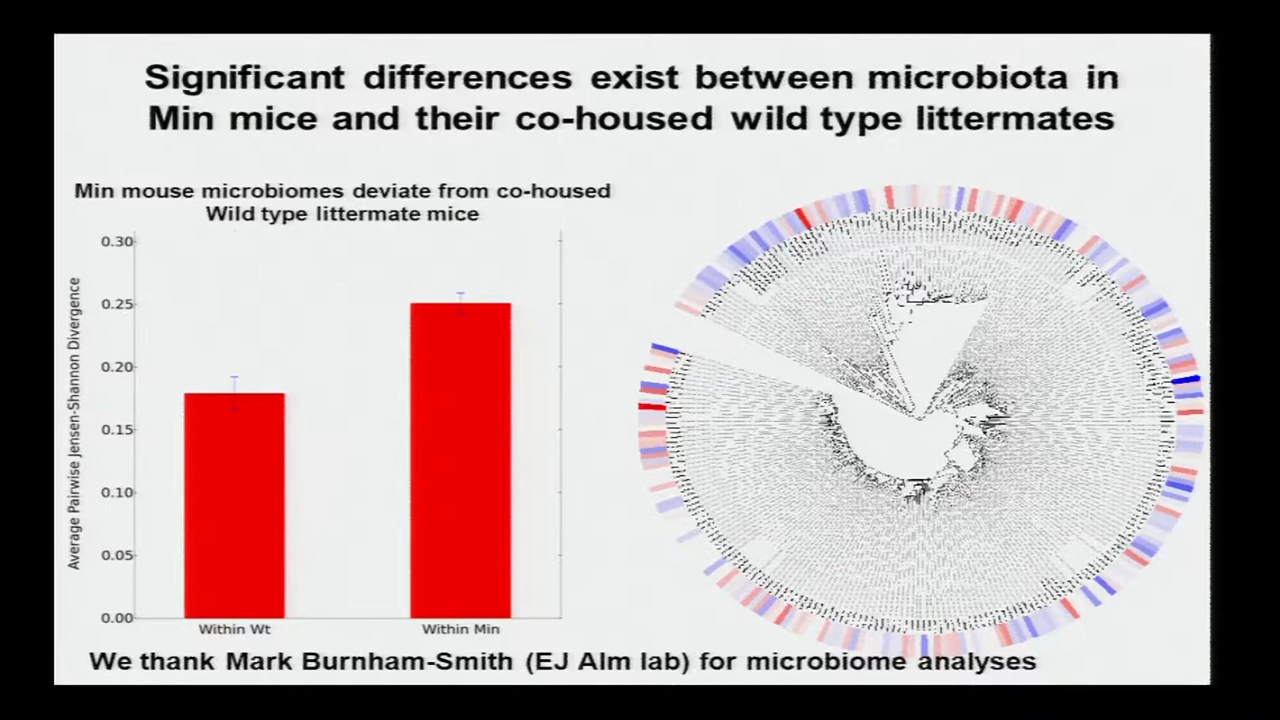 Significant differences exist between microbiota in
Min mice and their co-housed wild type littermates
Min mouse microbiomes deviate from co-housed
Wild type littermate mice
Average Pairwise Jensen-Shannon Divergence
0.30
0.25
0.20
0.15
0.10
0.05
0.00
Within Wt
Within Min
We thank Mark Burnham-Smith (EJ Alm lab) for microbiome analyses